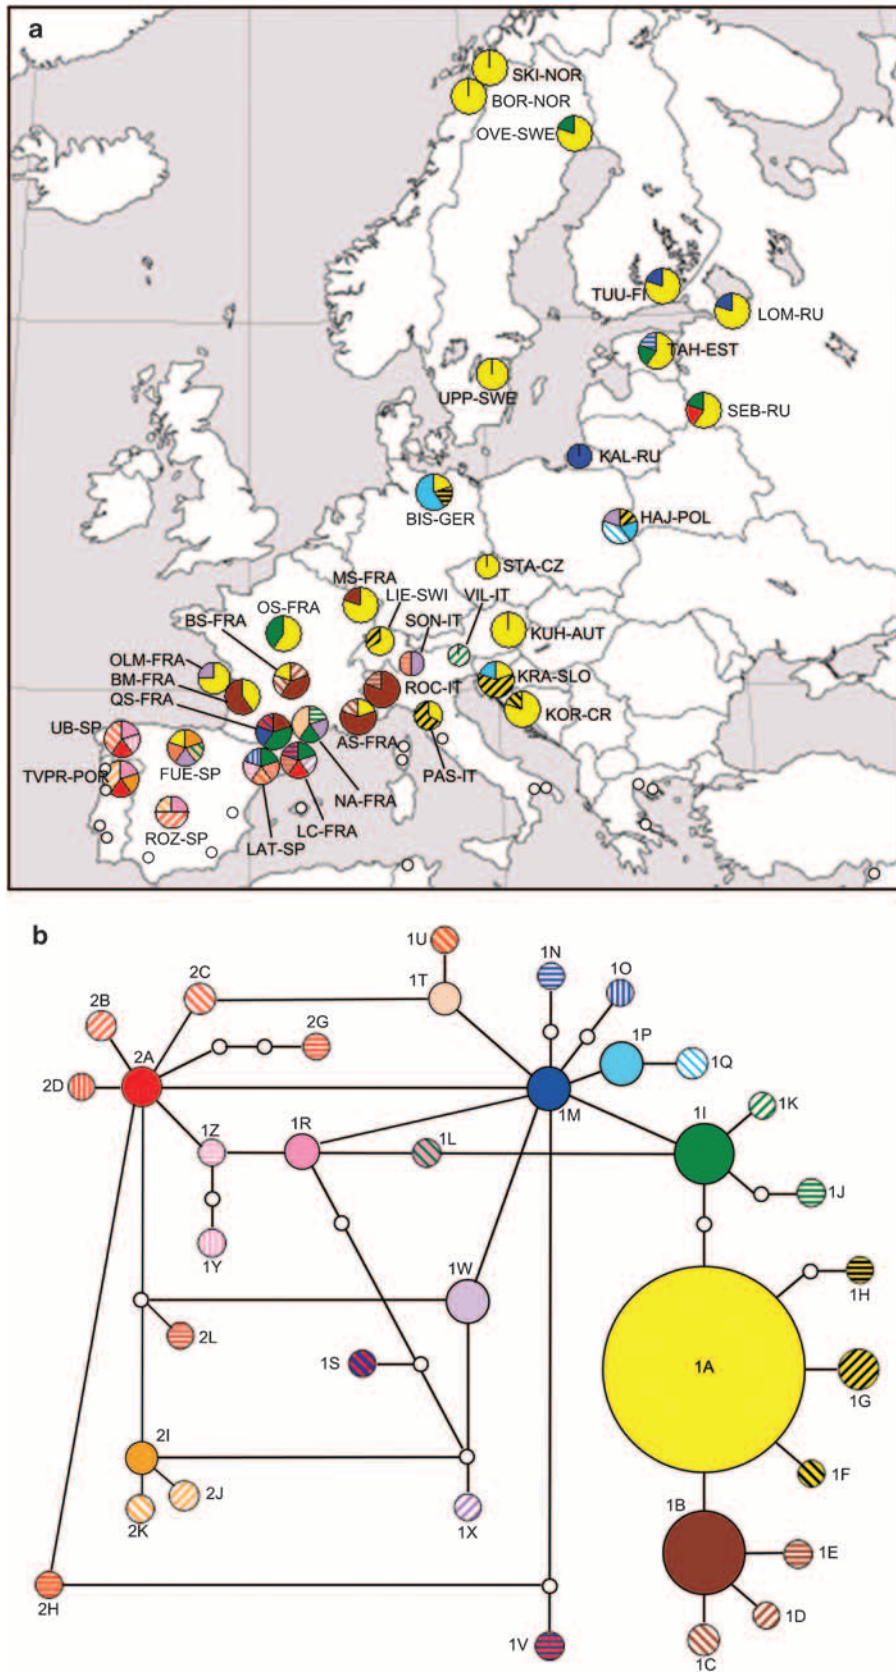 a
SKI-NOR
BOR-NOR
OVE-SWE
TUU-FI
LOM-RU
TAH-EST
UPP-SWE
SEB-RU
KAL-RU
BIS-GER
HAJ-POL
STA-CZ
MS-FRA
LIE-SWI
VIL-IT
OS-FRA
BS-FRA
SON-IT
KUH-AUT
OLM-FRA
BM-FRA
QS-FRA
ROC-IT
KRA-SLO
KOR-CR
UB-SP
AS-FRA
PAS-IT
FUE-SP
TVPR-POR
NA-FRA
LC-FRA
ROZ-SP
LAT-SP
b
1U
1N
1O
2C
1T
2B
2G
1P
2A
1Q
2D
1M
1K
1I
1Z
1R
1L
1J
1Y
1W
1H
2L
1S
1A
1G
2I
1F
2J
2K
1X
1B
1E
2H
1D
1V
1C